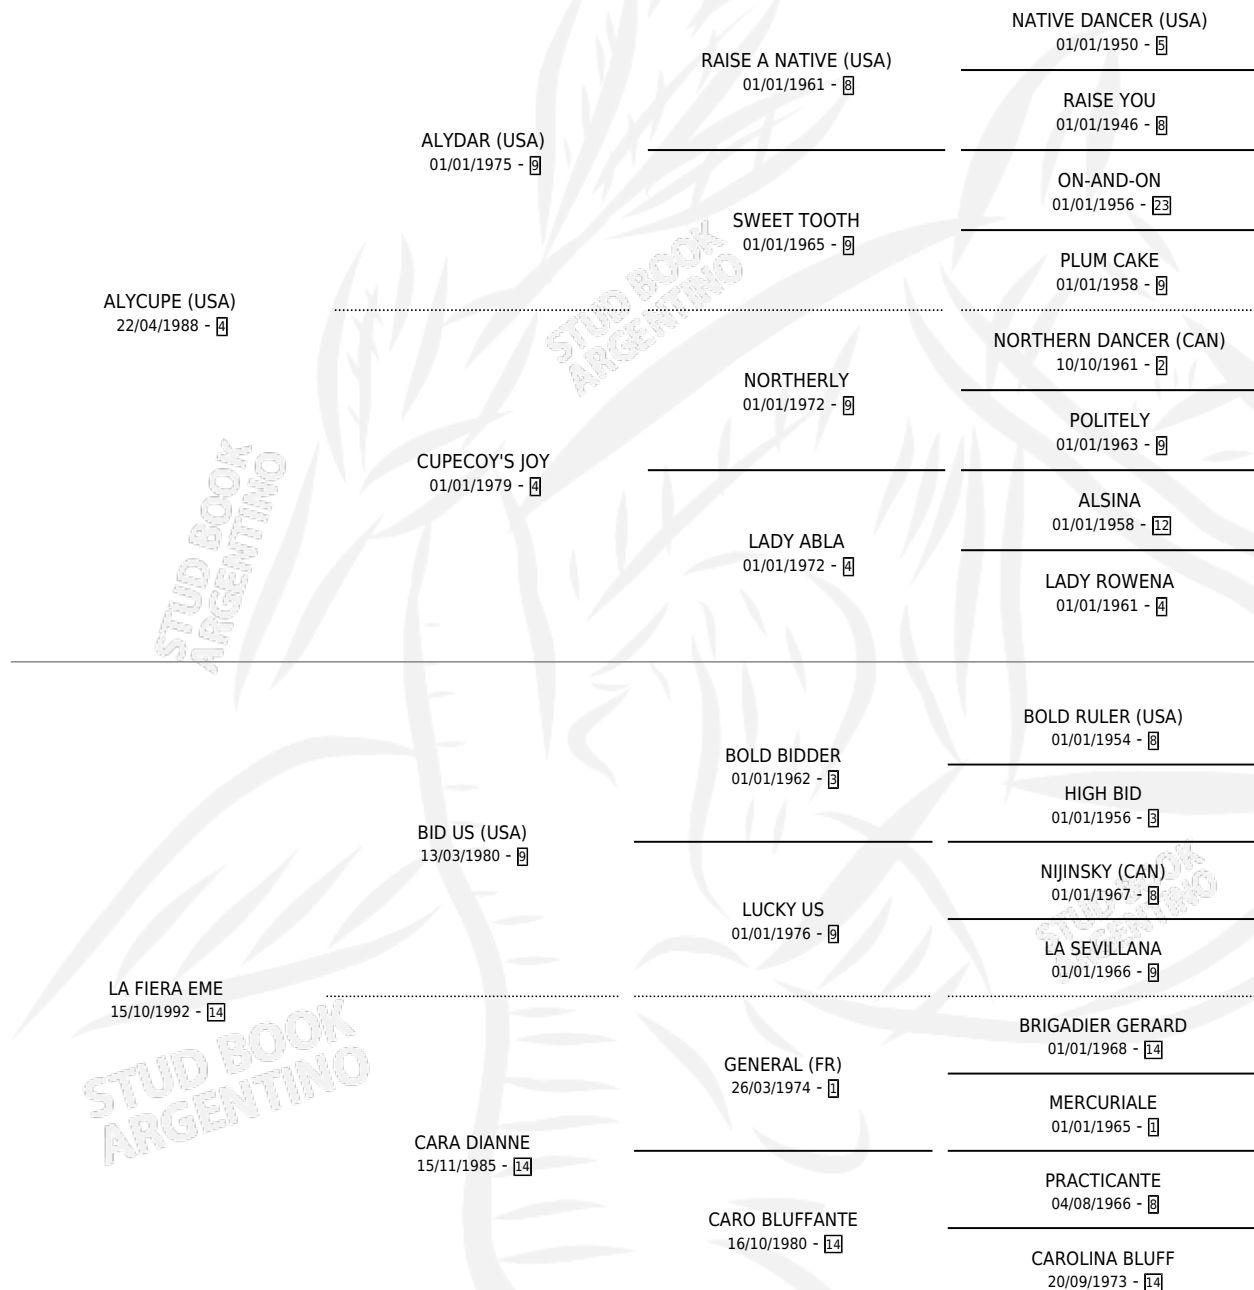 NATIVE DANCER (USA)
01/01/1950 - 5
RAISE A NATIVE (USA)
01/01/1961 - 8
RAISE YOU
01/01/1946 - 8
ALYDAR (USA)
01/01/1975 - 9
ON-AND-ON
01/01/1956 - 23
SWEET TOOTH
01/01/1965 - 9
PLUM CAKE
01/01/1958 - 9
ALYCUPE (USA)
22/04/1988 - 4
NORTHERN DANCER (CAN)
10/10/1961 - 2
NORTHERLY
01/01/1972 - 9
POLITELY
01/01/1963 - 9
CUPECOY'S JOY
01/01/1979 - 4
ALSINA
01/01/1958 - 12
LADY ABLA
01/01/1972 - 4
LADY ROWENA
01/01/1961 - 4
BOLD RULER (USA)
01/01/1954 - 8
BOLD BIDDER
01/01/1962 - 3
HIGH BID
01/01/1956 - 3
BID US (USA)
13/03/1980 - 9
NIJINSKY (CAN)
01/01/1967 - 8
LUCKY US
01/01/1976 - 9
LA SEVILLANA
01/01/1966 - 9
LA FIERA EME
15/10/1992 - 14
BRIGADIER GERARD
01/01/1968 - 14
GENERAL (FR)
26/03/1974 - 1
MERCURIALE
01/01/1965 - 1
CARA DIANNE
15/11/1985 - 14
PRACTICANTE
04/08/1966 - 8
CARO BLUFFANTE
16/10/1980 - 14
CAROLINA BLUFF
20/09/1973 - 14
STUD BOOK
ARGENTINO
STUD BOOK
ARGENTINO
STUD BOOK
ARGENTINO
STUD BOOK
ARGENTINO